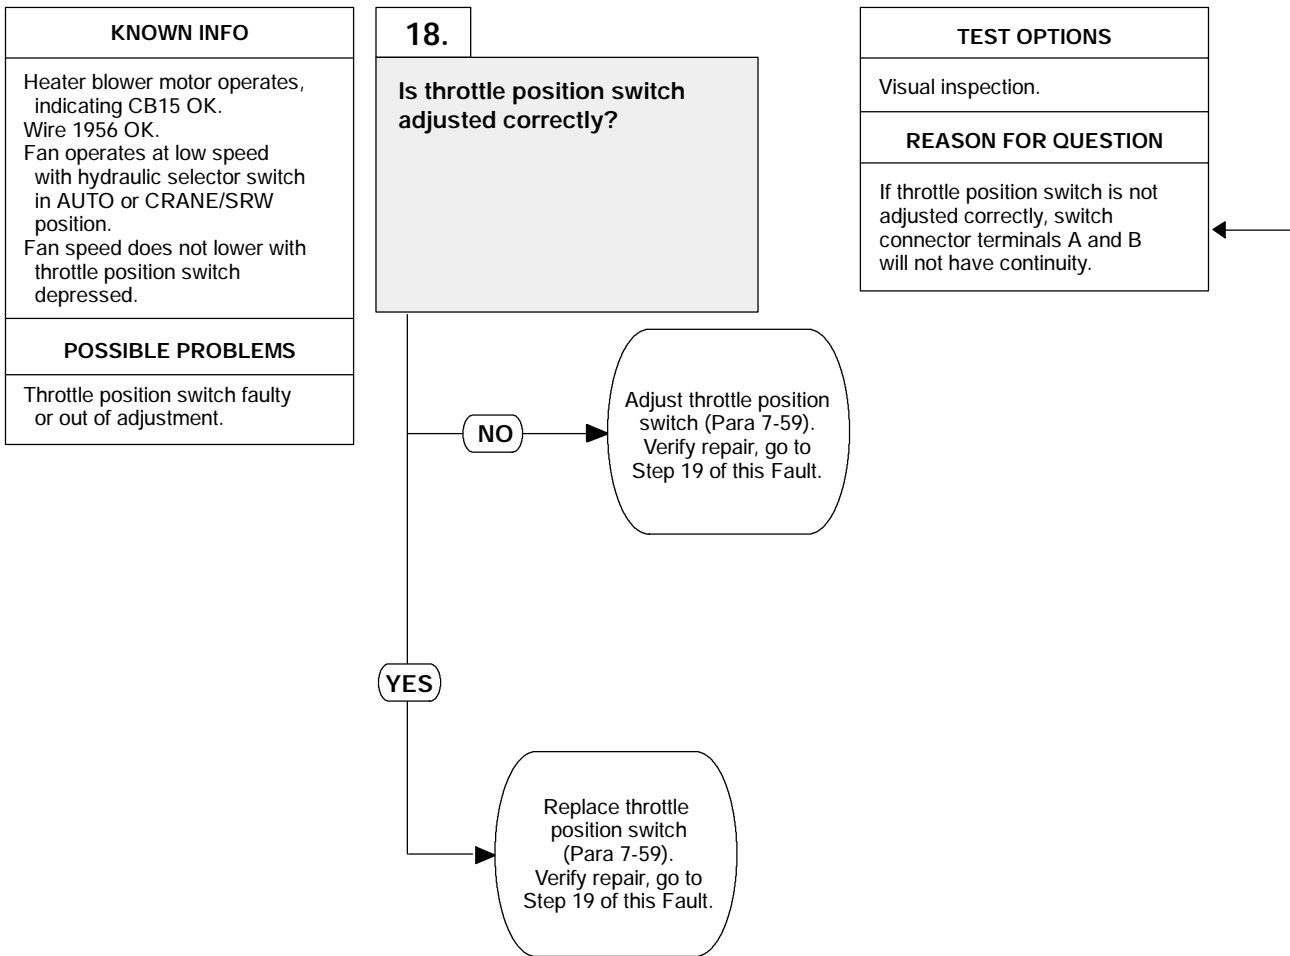 KNOWN INFO
Heater blower motor operates,
indicating CB15 OK.
Wire 1956 OK.
Fan operates at low speed
with hydraulic selector switch
in AUTO or CRANE/SRW
position.
Fan speed does not lower with
throttle position switch
depressed.
POSSIBLE PROBLEMS
Throttle position switch faulty
or out of adjustment.
18.
Is throttle position switch
adjusted correctly?
TEST OPTIONS
Visual inspection.
REASON FOR QUESTION
If throttle position switch is not
adjusted correctly, switch
connector terminals A and B
will not have continuity.
NO
Adjust throttle position
switch (Para 7-59).
Verify repair, go to
Step 19 of this Fault.
YES
Replace throttle
position switch
(Para 7-59).
Verify repair, go to
Step 19 of this Fault.